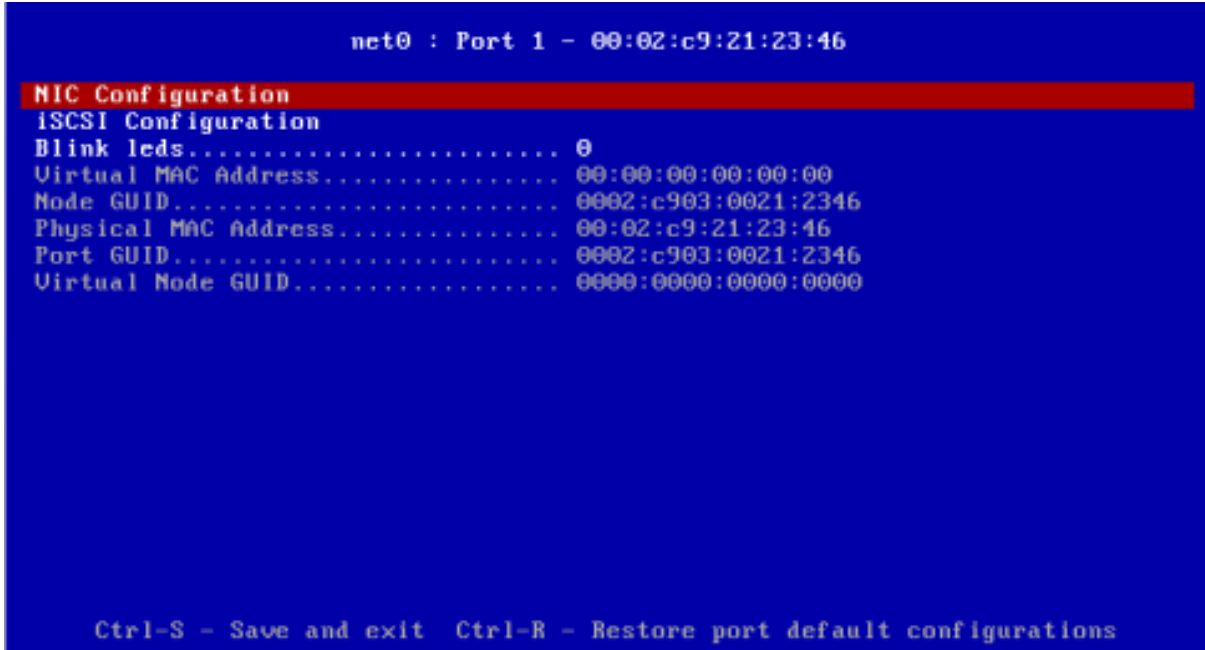 net0 : Port 1 - 00:02:c9:21:23:46
NIC Configuration
iSCSI Configuration
Blink leds......................... 0
Virtual MAC Address................ 00:00:00:00:00:00
Node GUID.......................... 0002:c903:0021:2346
Physical MAC Address............... 00:02:c9:21:23:46
Port GUID.......................... 0002:c903:0021:2346
Virtual Node GUID.................. 0000:0000:0000:0000
Ctrl-S - Save and exit Ctrl-R - Restore port default configurations